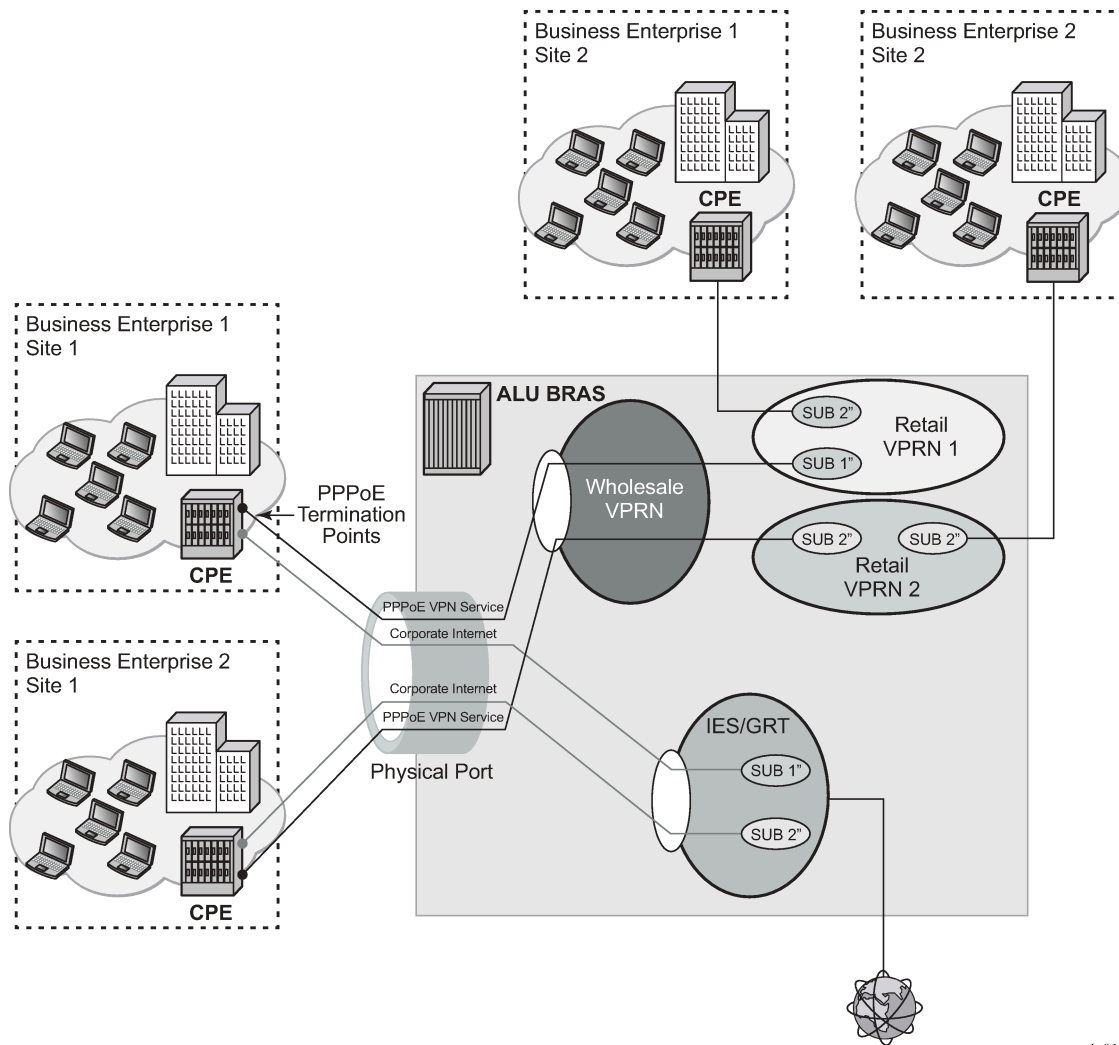 Business Enterprise 1
Site 2
CPE
Business Enterprise 2
Site 2
CPE
Business Enterprise 1
Site 1
CPE
PPPoE
Termination
Points
ALU BRAS
Wholesale
VPRN
SUB 2”
SUB 1”
Retail
VPRN 1
SUB 2”
SUB 2”
Retail
VPRN 2
PPPoE VPN Service
Corporate Internet
Corporate Internet
PPPoE VPN Service
Physical Port
Business Enterprise 2
Site 1
CPE
IES/GRT
SUB 1”
SUB 2”